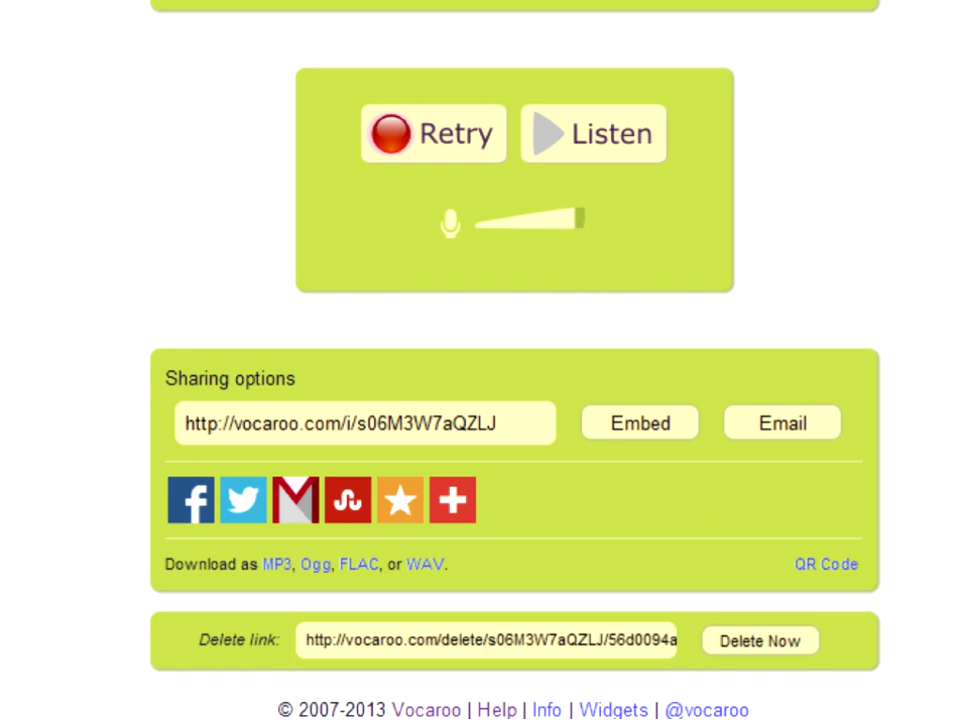 Retry Listen
Sharing options
http://vocaroo.com/i/s06M3W7aQZLJ Embed Email
Download as MP3, Ogg, FLAC, or WAV. QR Code
Delete link: http://vocaroo.com/delete/s06M3W7aQZLJ/56d0094a Delete Now
© 2007-2013 Vocaroo | Help | Info | Widgets | @vocaroo